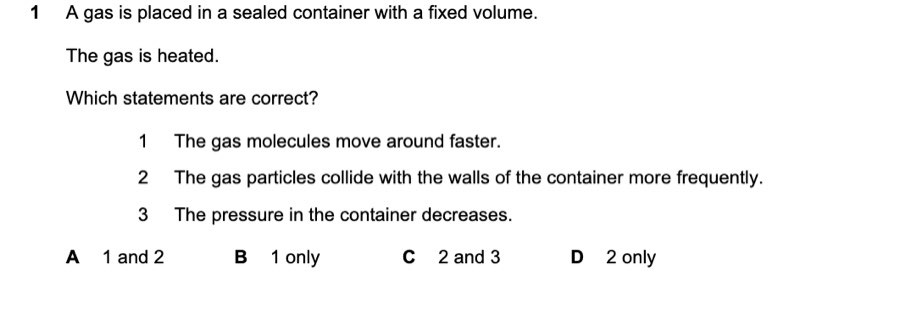 1 A gas is placed in a sealed container with a fixed volume.
The gas is heated.
Which statements are correct?
1 The gas molecules move around faster.
2 The gas particles collide with the walls of the container more frequently.
3 The pressure in the container decreases.
A 1 and 2 B 1 only C 2 and 3 D 2 only